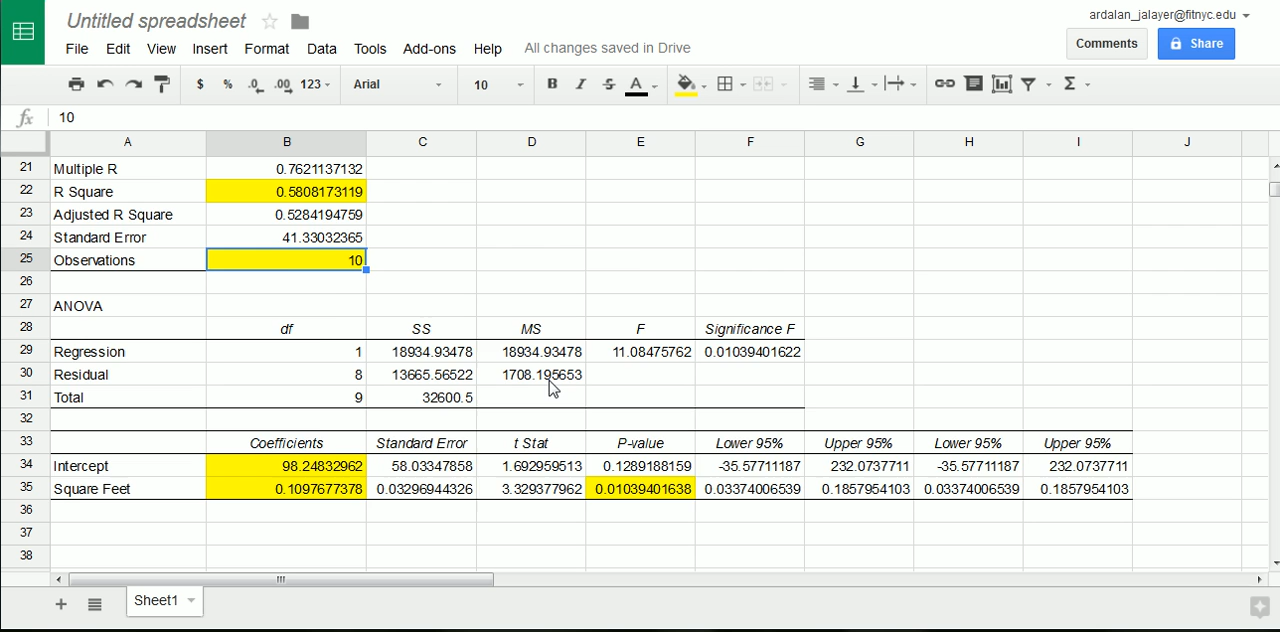 Untitled spreadsheet
ardalan_jalayer@fitnyc.edu
File Edit View Insert Format Data Tools Add-ons Help All changes saved in Drive
Comments Share
$ % .0 .00 123 Arial 10 B I S A Σ
fx 10
A B C D E F G H I J
21 Multiple R 0.7621137132
22 R Square 0.5808173119
23 Adjusted R Square 0.5284194759
24 Standard Error 41.33032365
25 Observations 10
26
27 ANOVA
28 df SS MS F Significance F
29 Regression 1 18934.93478 18934.93478 11.08475762 0.01039401622
30 Residual 8 13665.56522 1708.195653
31 Total 9 32600.5
32
33 Coefficients Standard Error t Stat P-value Lower 95% Upper 95% Lower 95% Upper 95%
34 Intercept 98.24832962 58.03347858 1.692959513 0.1289188159 -35.57711187 232.0737711 -35.57711187 232.0737711
35 Square Feet 0.1097677378 0.03296944326 3.329377962 0.01039401638 0.03374006539 0.1857954103 0.03374006539 0.1857954103
36
37
38
Sheet1